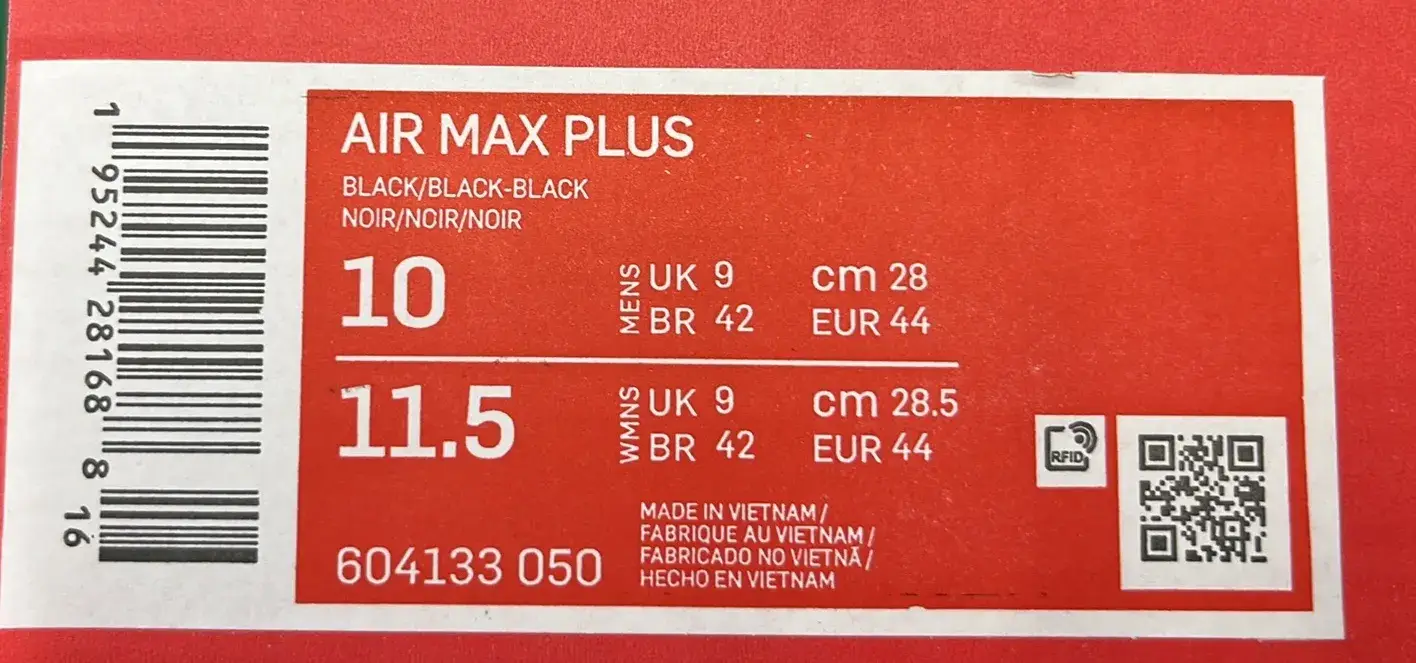 1 95244 28168 8 16
AIR MAX PLUS
BLACK/BLACK-BLACK
NOIR/NOIR/NOIR
10
MENS
UK 9 cm 28
BR 42 EUR 44
11.5
WMNS
UK 9 cm 28.5
BR 42 EUR 44
604133 050
MADE IN VIETNAM/
FABRIQUE AU VIETNAM/
FABRICADO NO VIETNÃ/
HECHO EN VIETNAM
RFID